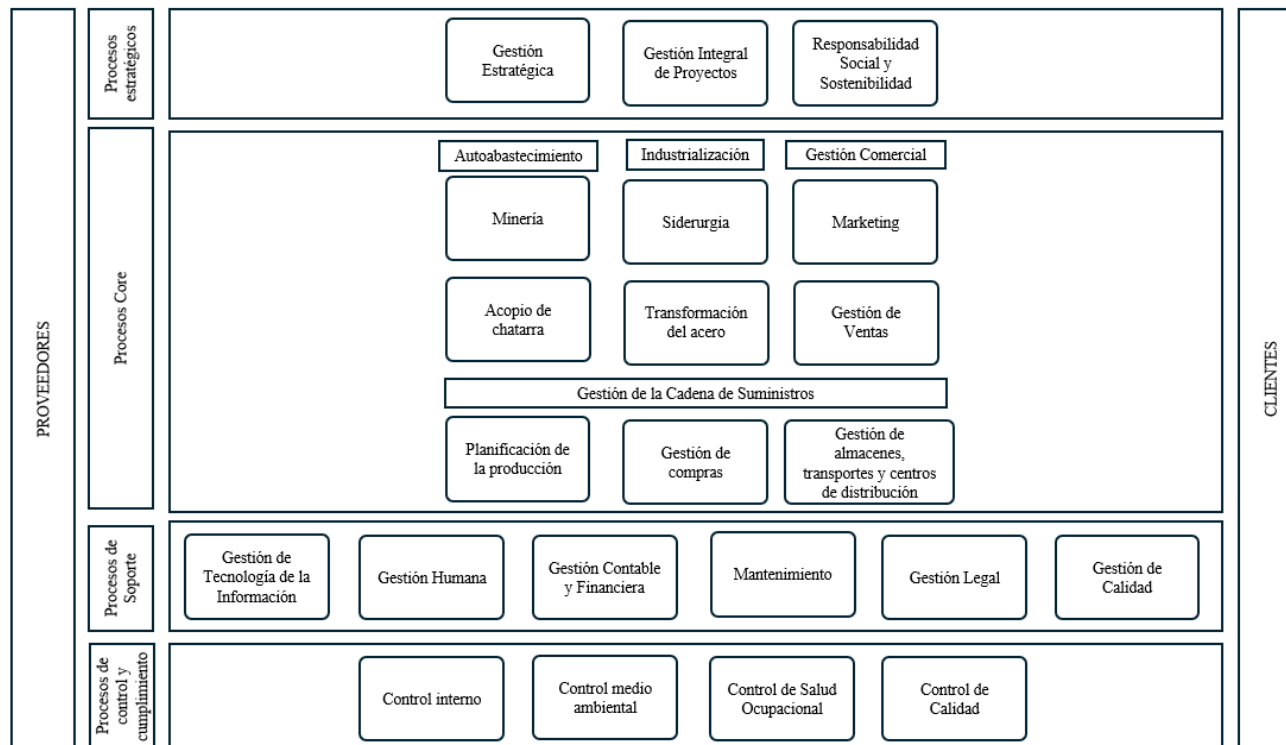 PROVEEDORES
Procesos
estratégicos
Gestión
Estratégica
Gestión Integral
de Proyectos
Responsabilidad
Social y
Sostenibilidad
Procesos Core
Autoabastecimiento
Industrialización
Gestión Comercial
Minería
Siderurgia
Marketing
Acopio de
chatarra
Transformación
del acero
Gestión de
Ventas
Gestión de la Cadena de Suministros
Planificación de
la producción
Gestión de
compras
Gestión de
almacenes,
transportes y centros
de distribución
Procesos de
Soporte
Gestión de
Tecnología de la
Información
Gestión Humana
Gestión Contable
y Financiera
Mantenimiento
Gestión Legal
Gestión de
Calidad
Procesos de
control y
cumplimiento
Control interno
Control medio
ambiental
Control de Salud
Ocupacional
Control de
Calidad
CLIENTES